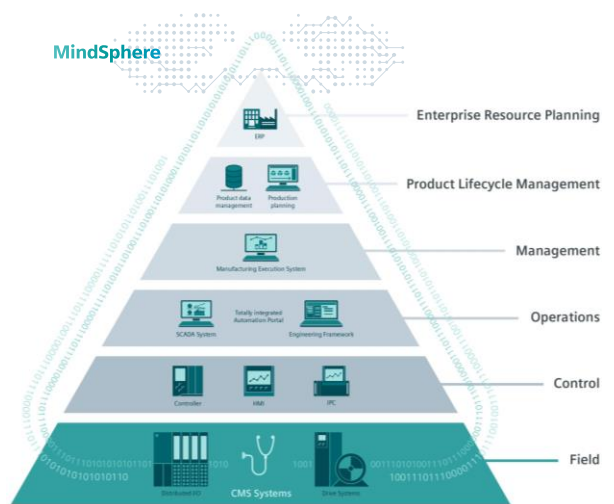 MindSphere
ERP
Enterprise Resource Planning
Product data
management
Production
planning
Product Lifecycle Management
Manufacturing Execution System
Management
SCADA System
Totally Integrated
Automation Portal
Engineering Framework
Operations
Controller
HMI
IPC
Control
Distributed I/O
CMS Systems
Drive Systems
Field